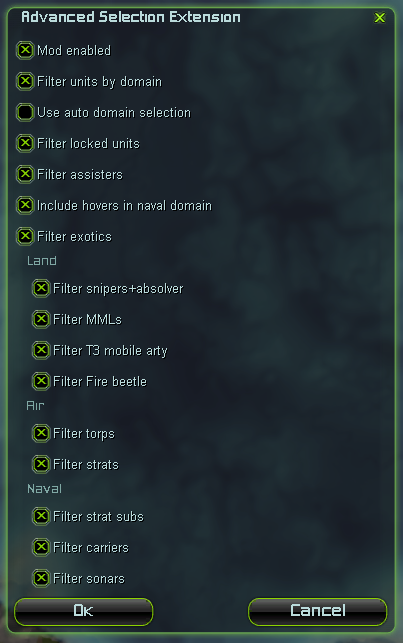 Advanced Selection Extension
Mod enabled
Filter units by domain
Use auto domain selection
Filter locked units
Filter assisters
Include hovers in naval domain
Filter exotics
Land
Filter snipers+absolver
Filter MMLs
Filter T3 mobile arty
Filter Fire beetle
Air
Filter torps
Filter strats
Naval
Filter strat subs
Filter carriers
Filter sonars
Ok Cancel